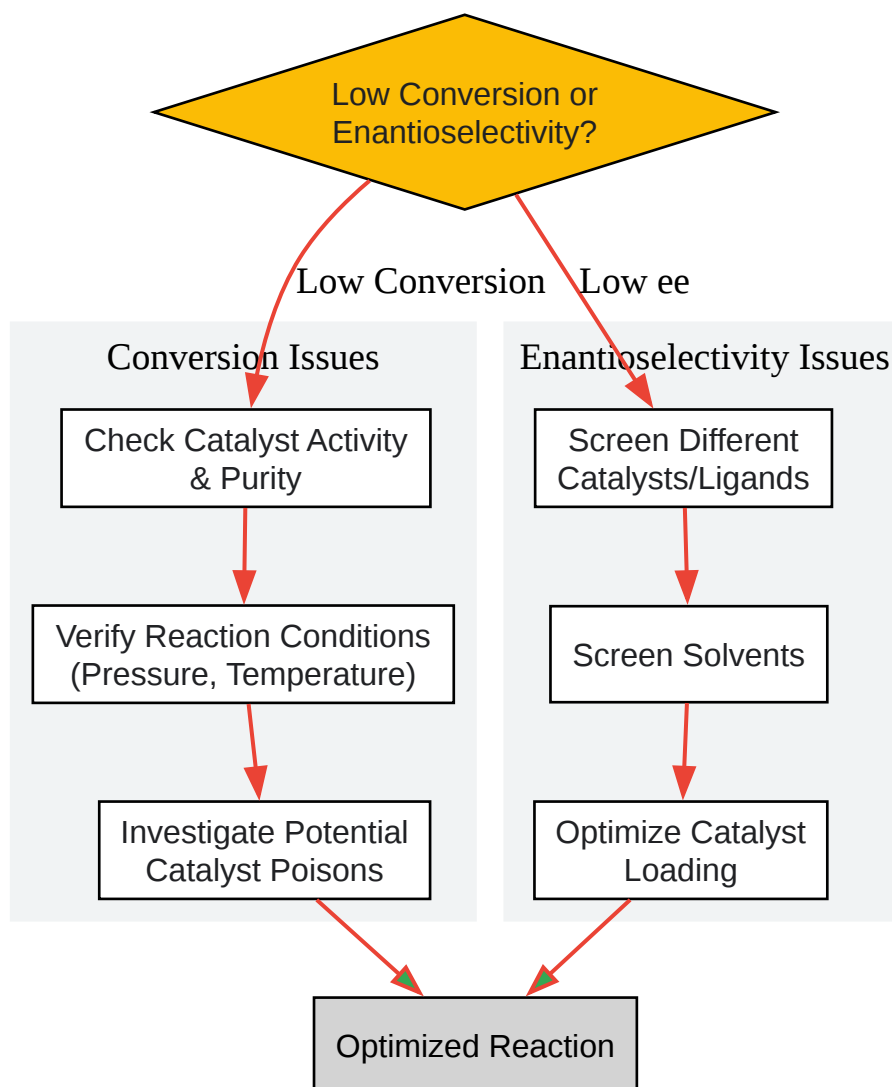 Low Conversion or
Enantioselectivity?
Low Conversion
Low ee
Conversion Issues
Enantioselectivity Issues
Check Catalyst Activity
& Purity
Screen Different
Catalysts/Ligands
Verify Reaction Conditions
(Pressure, Temperature)
Screen Solvents
Investigate Potential
Catalyst Poisons
Optimize Catalyst
Loading
Optimized Reaction